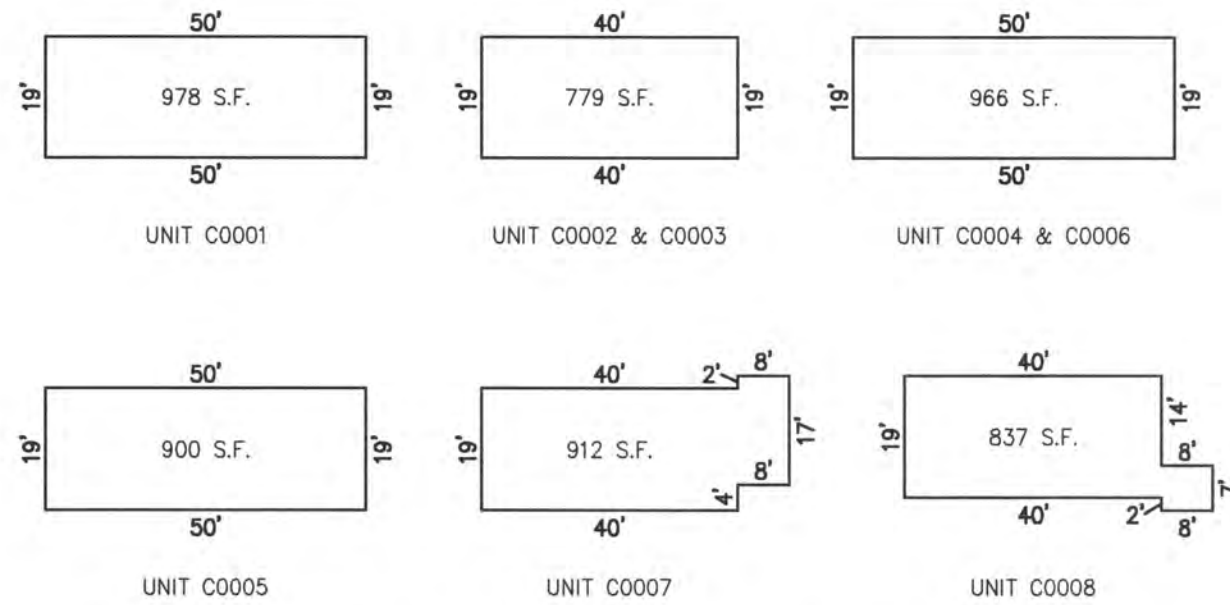 50' 40' 50'
19' 978 S.F. 19' 19' 779 S.F. 19' 19' 966 S.F. 19'
50' 40' 50'
UNIT C0001 UNIT C0002 & C0003 UNIT C0004 & C0006
50' 40' 2' 8' 40'
19' 900 S.F. 19' 19' 912 S.F. 17' 19' 837 S.F. 14'
8' 8' 7'
50' 40' 4' 40' 2' 8'
UNIT C0005 UNIT C0007 UNIT C0008